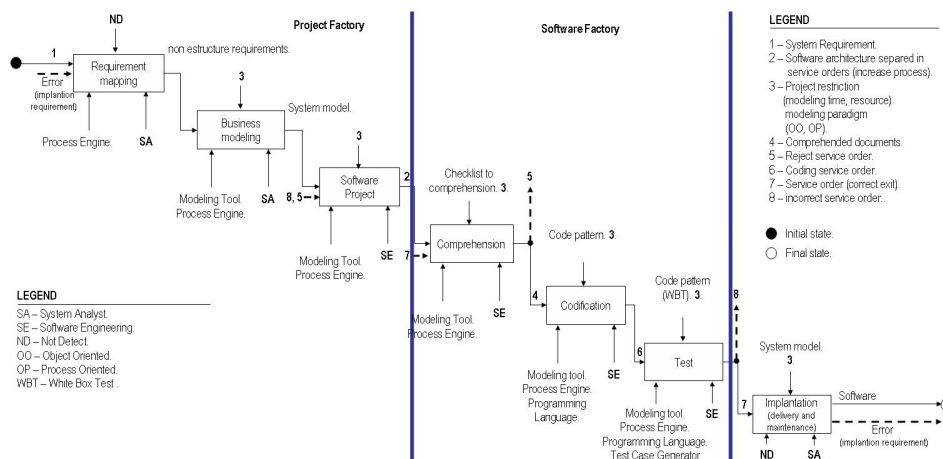 Project Factory
Software Factory
LEGEND
1 – System Requirement.
2 – Software architecture separed in
service orders (increase process).
3 – Project restriction
(modeling time, resource).
modeling paradigm
(OO, OP).
4 – Comprehended documents.
5 – Reject service order.
6 – Coding service order.
7 – Service order (correct exit).
8 – incorrect service order..
Initial state.
Final state.
ND
1
non estructure requirements.
Requirement
mapping
Error
(implantion
requirement)
Process Engine.
SA
3
System model.
Business
modeling
Modeling Tool.
Process Engine.
SA
3
8, 5
Software
Project
2
Modeling Tool.
Process Engine.
SE
Checklist to
comprehension. 3.
5
7
Comprehension
Modeling Tool.
Process Engine.
SE
Code pattern. 3.
4
Codification
Modeling tool.
Process Engine.
Programming
Language.
SE
Code pattern
(WBT). 3.
6
Test
Modeling tool.
Process Engine.
Programming Language.
Test Case Generator
SE
8
System model.
3.
7
Implantation
(delivery and
maintenance)
Software
Error
(implantion requirement)
ND
SA
LEGEND
SA – System Analyst.
SE – Software Engineering.
ND – Not Detect.
OO – Object Oriented.
OP – Process Oriented.
WBT – White Box Test .